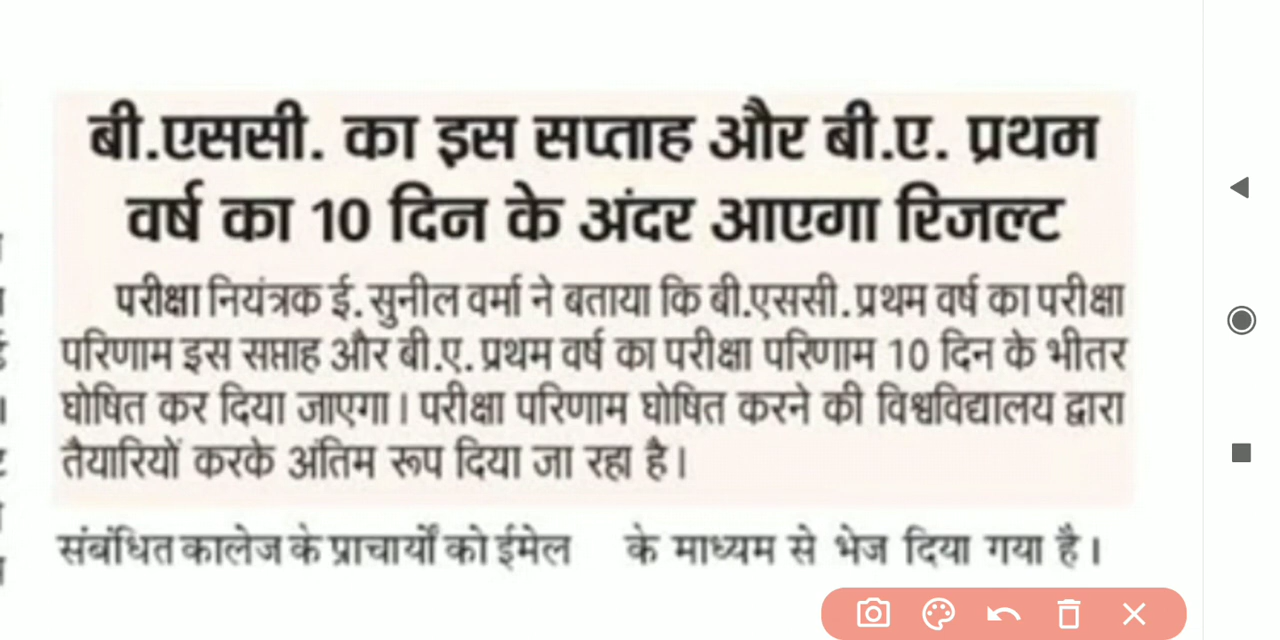 बी.एससी. का इस सप्ताह और बी.ए. प्रथम
वर्ष का 10 दिन के अंदर आएगा रिजल्ट
परीक्षा नियंत्रक ई. सुनील वर्मा ने बताया कि बी.एससी. प्रथम वर्ष का परीक्षा
परिणाम इस सप्ताह और बी.ए. प्रथम वर्ष का परीक्षा परिणाम 10 दिन के भीतर
घोषित कर दिया जाएगा। परीक्षा परिणाम घोषित करने की विश्वविद्यालय द्वारा
तैयारियों करके अंतिम रूप दिया जा रहा है।
संबंधित कालेज के प्राचार्यों को ईमेल के माध्यम से भेज दिया गया है।